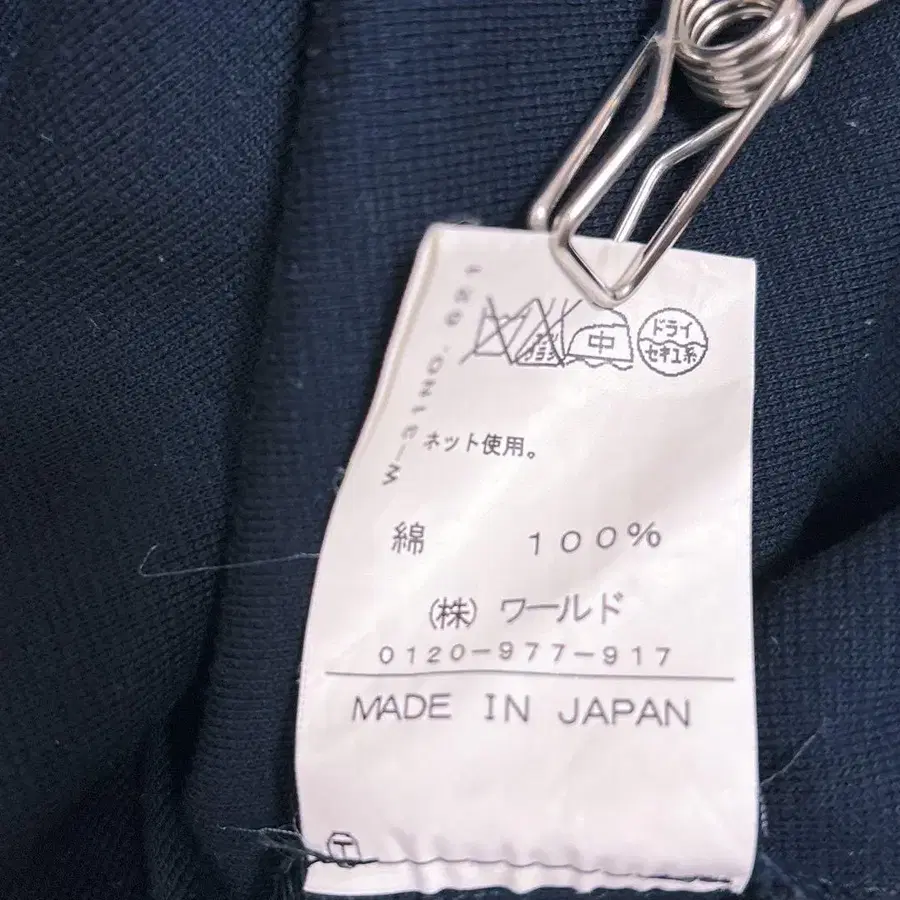 中
ドライ
セキユ系
ネット使用。
綿 100%
(株) ワールド
0120-977-917
MADE IN JAPAN
T